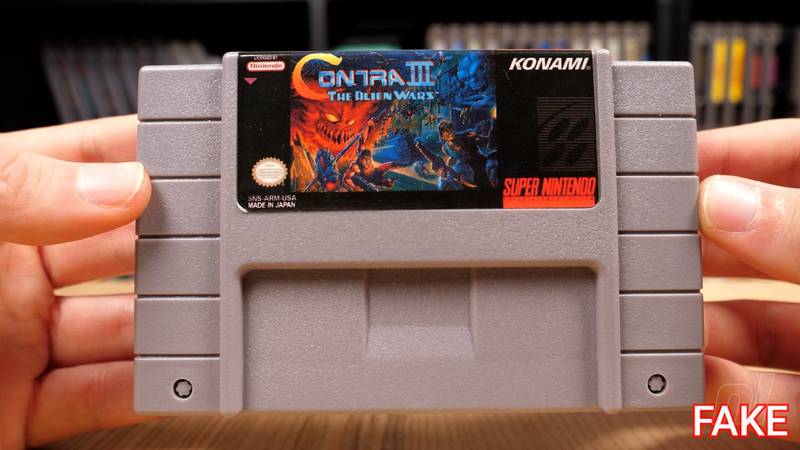 LICENSED BY
Nintendo
CONTRA III
THE ALIEN WARS
KONAMI®
SNS-ARM-USA
MADE IN JAPAN
SUPER NINTENDO
FAKE